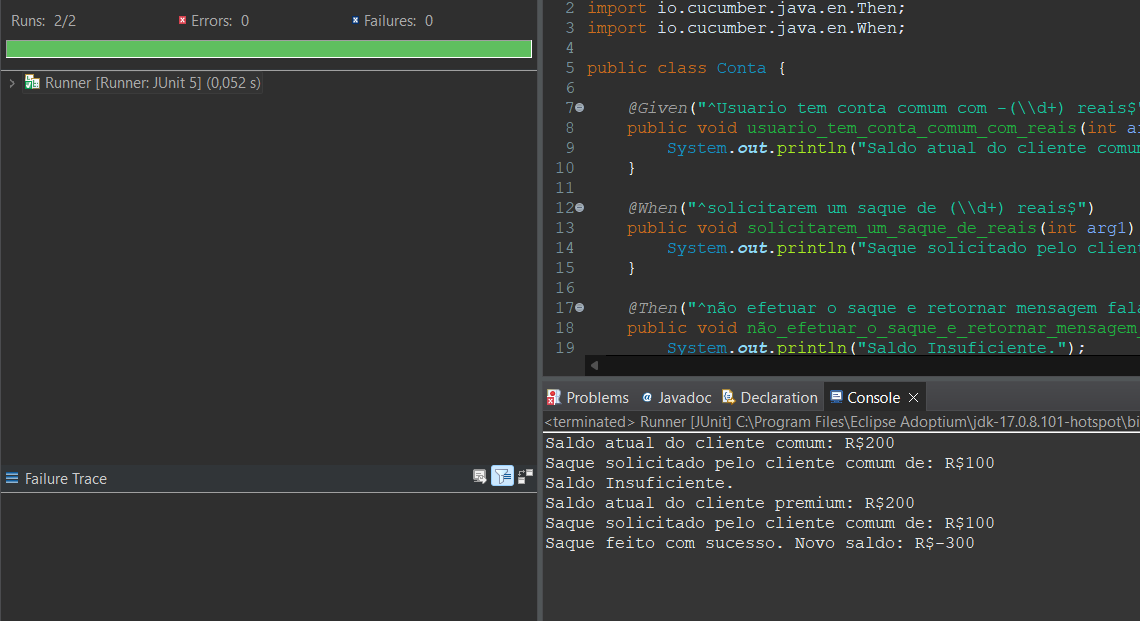 Runs: 2/2
Errors: 0
Failures: 0
Runner [Runner: JUnit 5] (0,052 s)
Failure Trace
2 import io.cucumber.java.en.Then;
3 import io.cucumber.java.en.When;
4
5 public class Conta {
6
7 @Given("^Usuario tem conta comum com -(\\d+) reais$"
8 public void usuario_tem_conta_comum_com_reais(int
9 System.out.println("Saldo atual do cliente
10 }
11
12 @When("^solicitarem um saque de (\\d+) reais$")
13 public void solicitarem_um_saque_de_reais(int arg1)
14 System.out.println("Saque solicitado pelo
15 }
16
17 @Then("^não efetuar o saque e retornar mensagem
18 public void não_efetuar_o_saque_e_retornar_mensagem_
19 System.out.println("Saldo Insuficiente.");
Problems
Javadoc
Declaration
Console
<terminated> Runner [JUnit] C:\Program Files\Eclipse Adoptium\jdk-17.0.8.101-hotspot\bi
Saldo atual do cliente comum: R$200
Saque solicitado pelo cliente comum de: R$100
Saldo Insuficiente.
Saldo atual do cliente premium: R$200
Saque solicitado pelo cliente comum de: R$100
Saque feito com sucesso. Novo saldo: R$-300